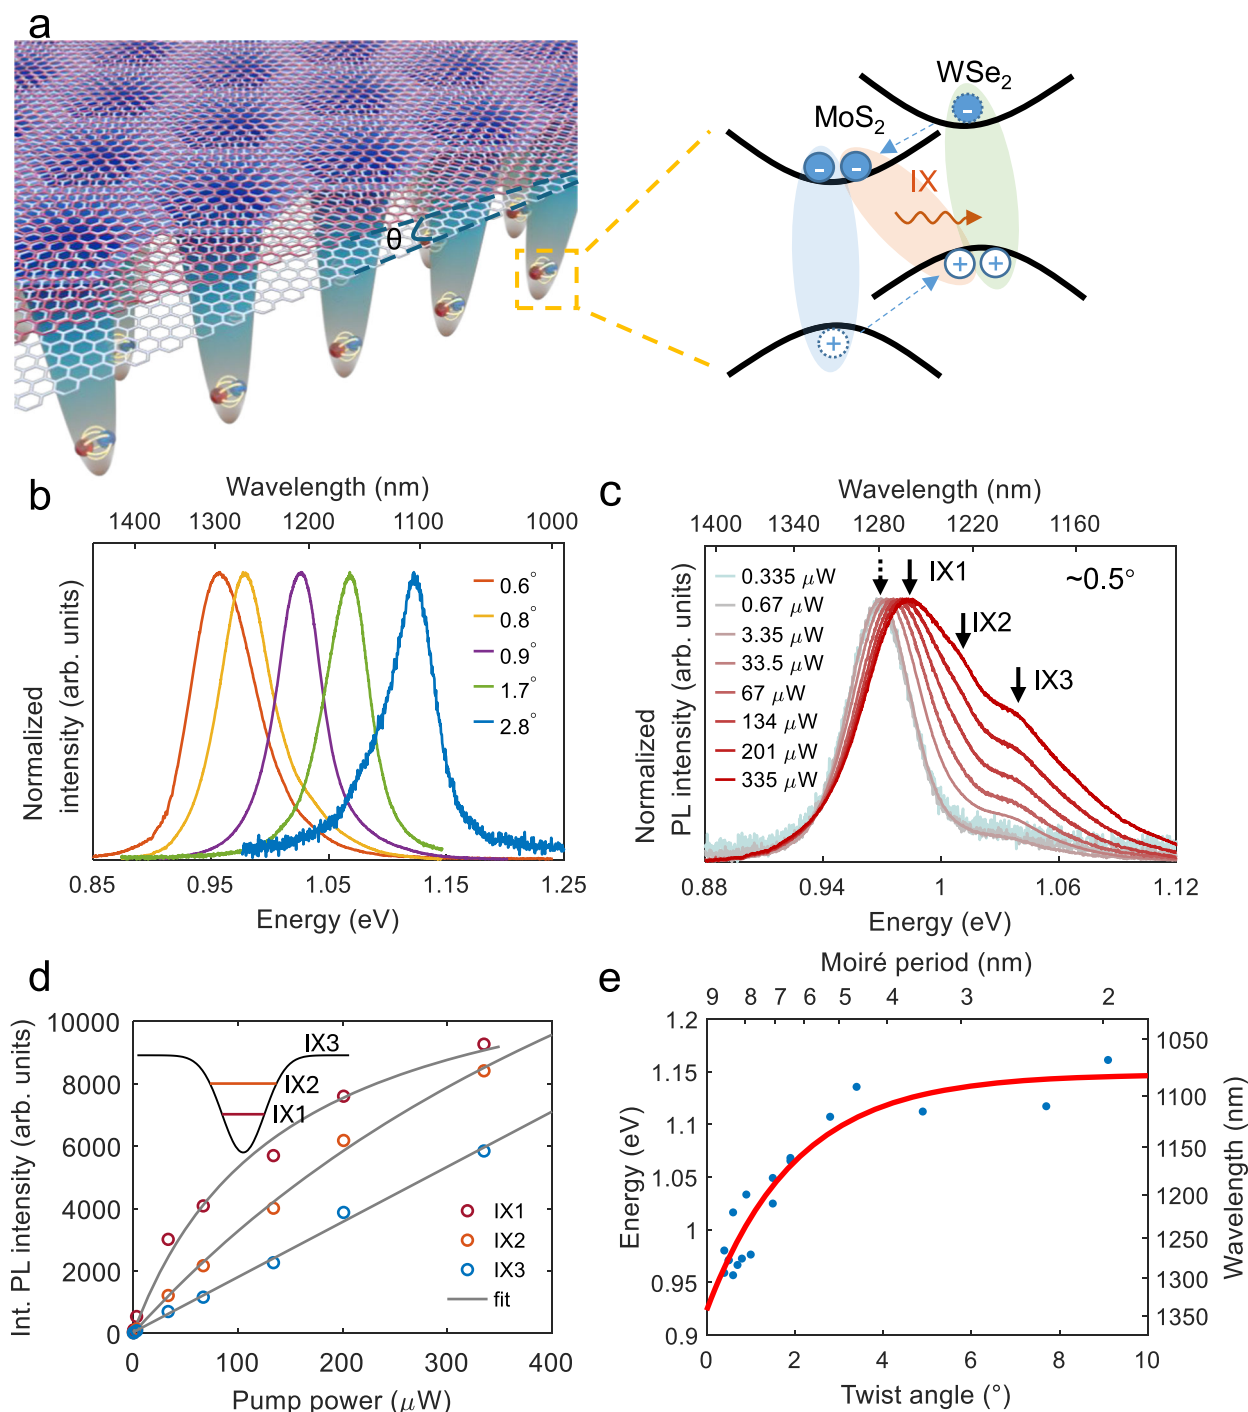 a
WSe2
MoS2
IX
θ
- - -
+ + +
b
Wavelength (nm)
1400 1300 1200 1100 1000
Normalized
intensity (arb. units)
0.6°
0.8°
0.9°
1.7°
2.8°
0.85 0.95 1.05 1.15 1.25
Energy (eV)
c
Wavelength (nm)
1400 1340 1280 1220 1160
Normalized
PL intensity (arb. units)
0.335 μW
0.67 μW
3.35 μW
33.5 μW
67 μW
134 μW
201 μW
335 μW
IX1
IX2
IX3
~0.5°
0.88 0.94 1 1.06 1.12
Energy (eV)
d
Int. PL intensity (arb. units)
10000
8000
6000
4000
2000
0
IX3
IX2
IX1
IX1
IX2
IX3
fit
0 100 200 300 400
Pump power (μW)
e
Moiré period (nm)
9 8 7 6 5 4 3 2
Energy (eV)
1.2
1.15
1.1
1.05
1
0.95
0.9
1050
1100
1150
1200
1250
1300
1350
Wavelength (nm)
0 2 4 6 8 10
Twist angle (°)